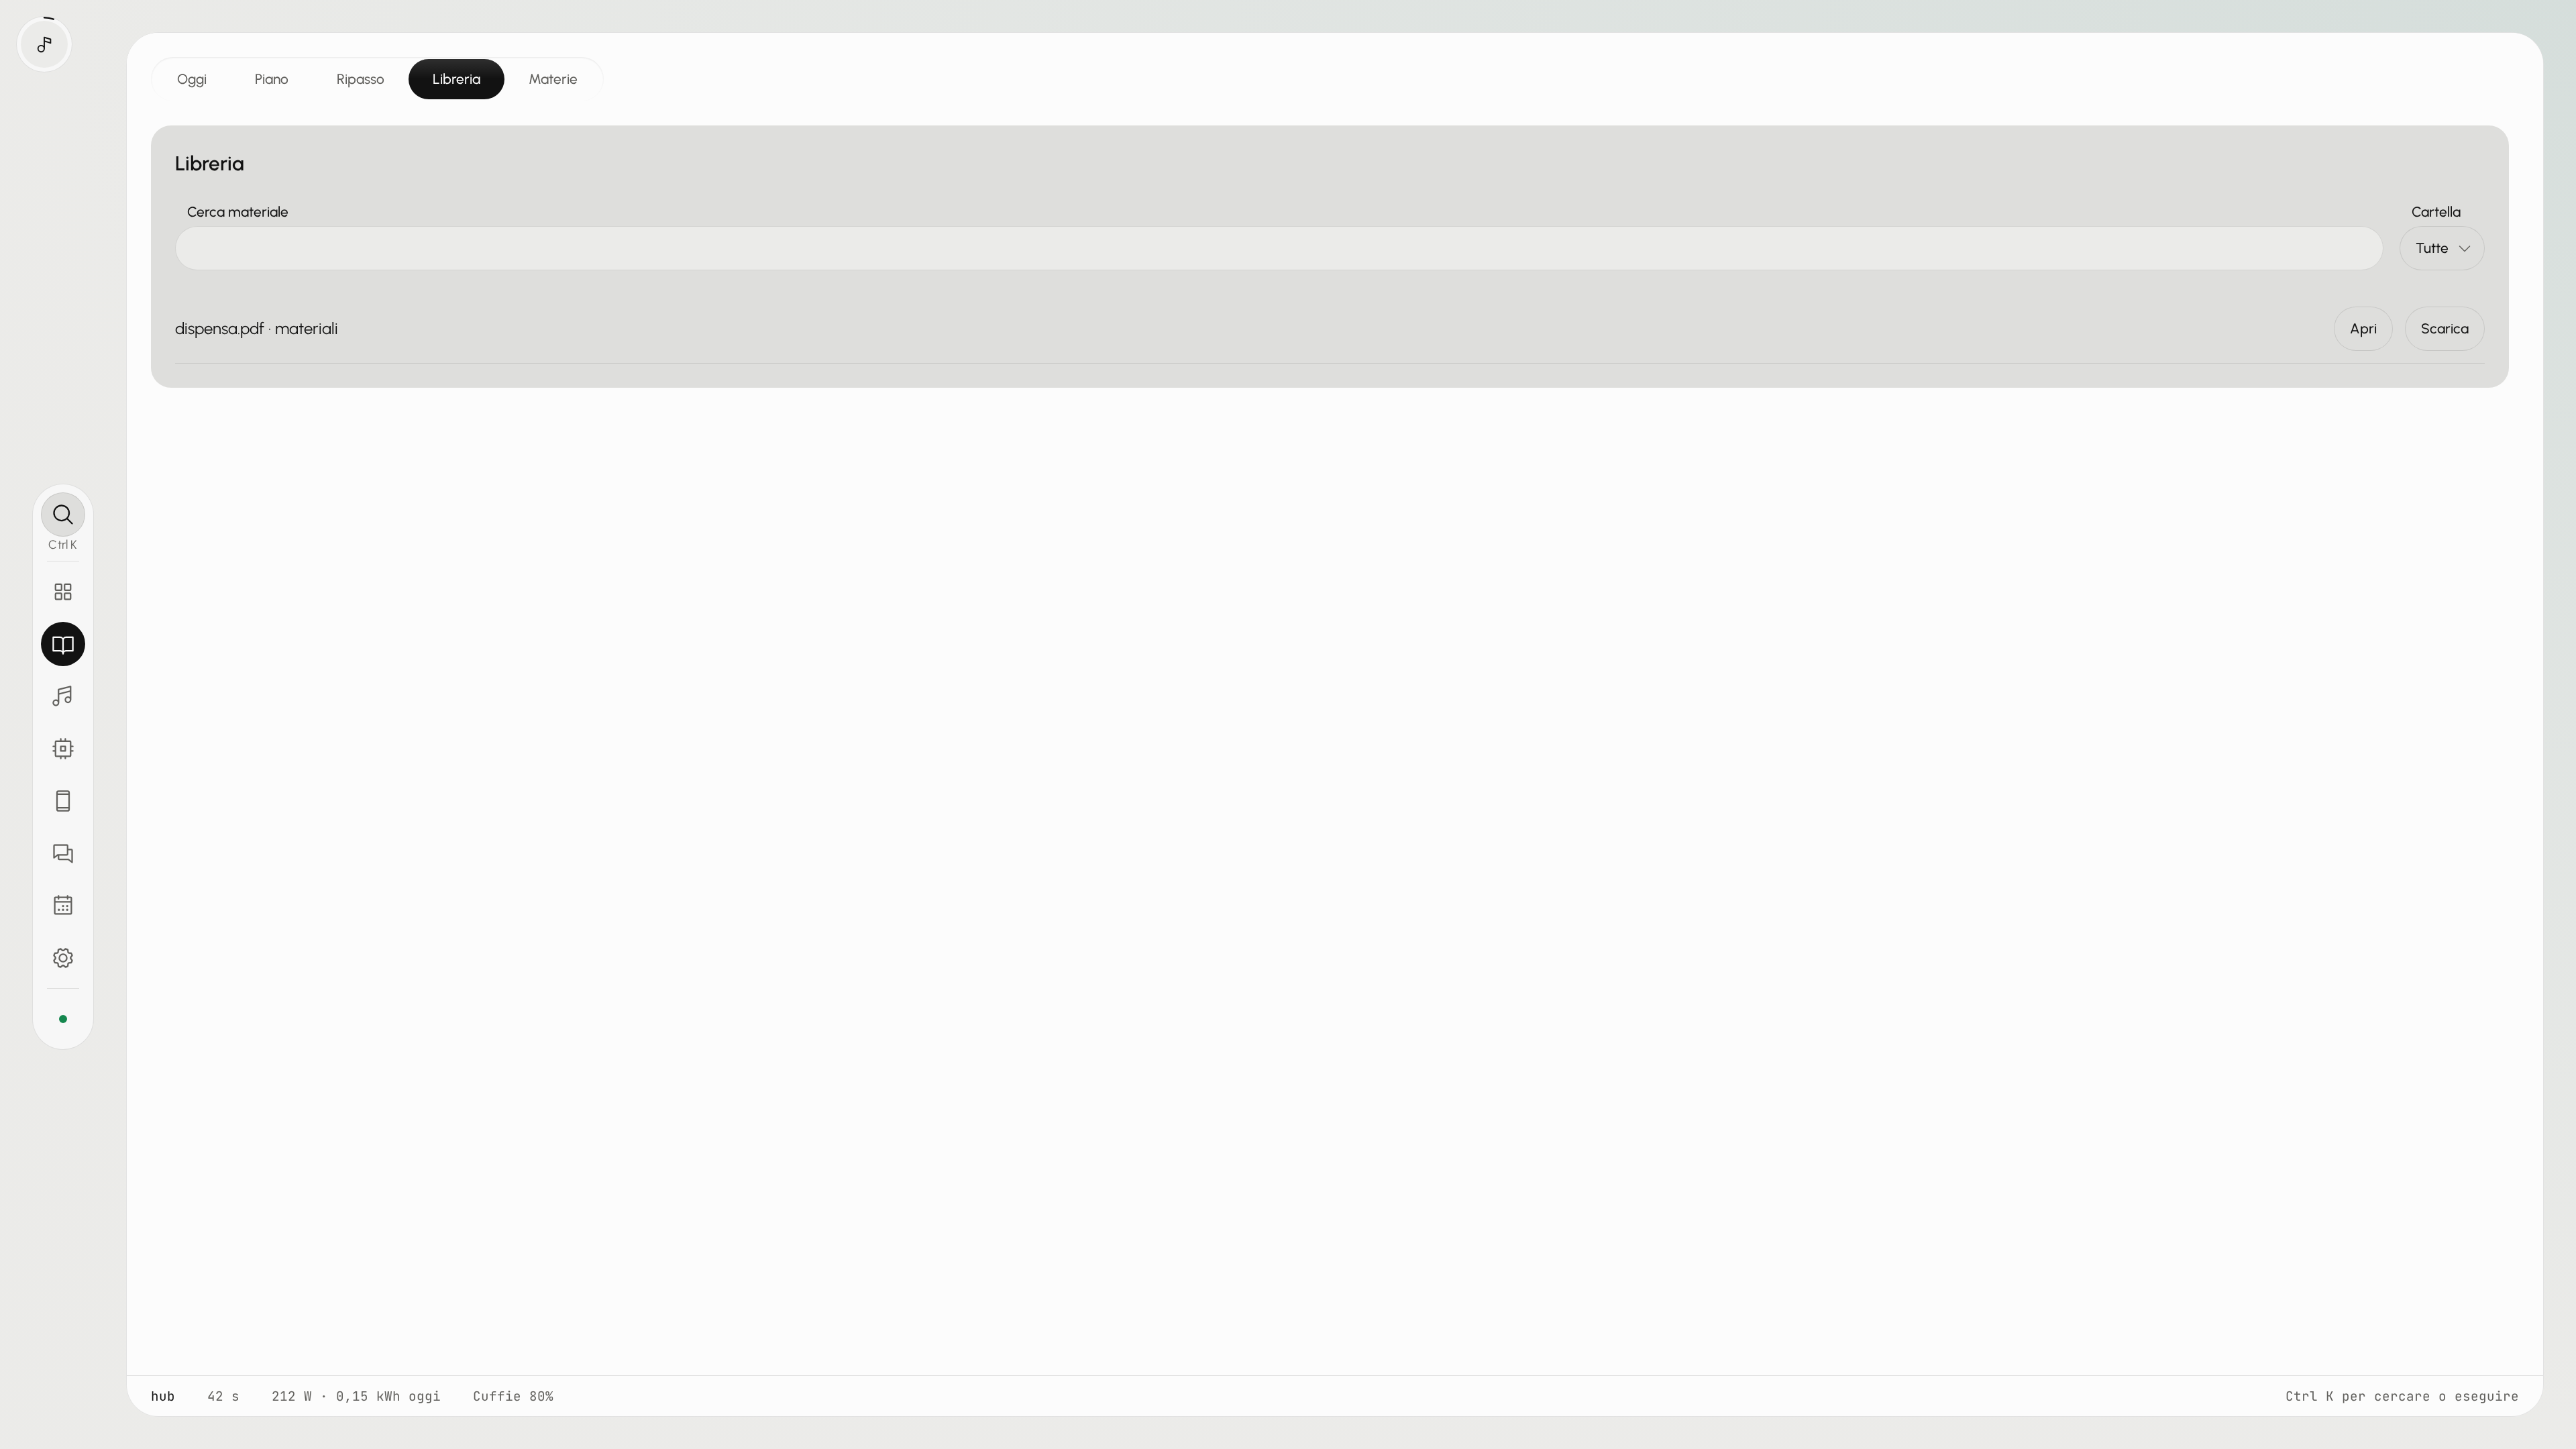 Oggi Piano Ripasso Libreria Materie
Libreria
Cerca materiale Cartella
Tutte
dispensa.pdf · materiali Apri Scarica
Ctrl K
hub 42 s 212 W · 0,15 kWh oggi Cuffie 80% Ctrl K per cercare o eseguire